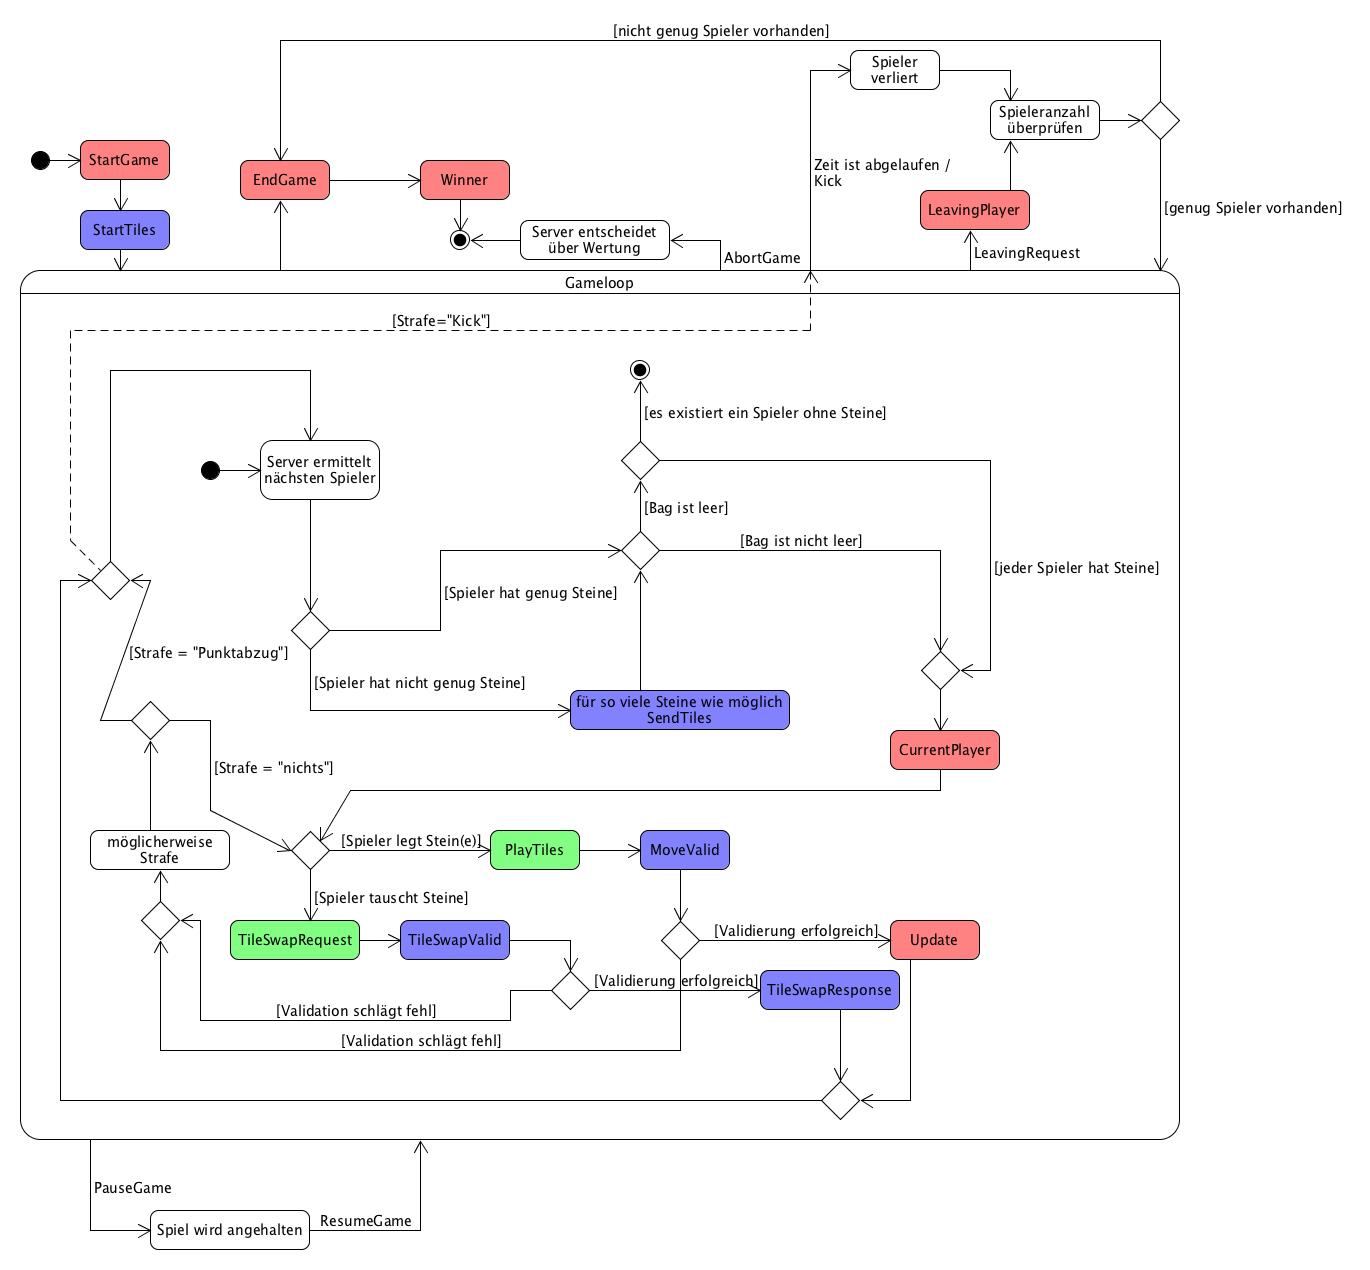 [nicht genug Spieler vorhanden]
Spieler
verliert
Spieleranzahl
überprüfen
StartGame
EndGame
Winner
Zeit ist abgelaufen /
Kick
LeavingPlayer
[genug Spieler vorhanden]
StartTiles
Server entscheidet
über Wertung
AbortGame
LeavingRequest
Gameloop
[Strafe="Kick"]
[es existiert ein Spieler ohne Steine]
Server ermittelt
nächsten Spieler
[Bag ist leer]
[Bag ist nicht leer]
[jeder Spieler hat Steine]
[Spieler hat genug Steine]
[Strafe = "Punktabzug"]
[Spieler hat nicht genug Steine]
für so viele Steine wie möglich
SendTiles
CurrentPlayer
[Strafe = "nichts"]
möglicherweise
Strafe
[Spieler legt Stein(e)]
PlayTiles
MoveValid
[Spieler tauscht Steine]
TileSwapRequest
TileSwapValid
[Validierung erfolgreich]
Update
[Validierung erfolgreich]
TileSwapResponse
[Validation schlägt fehl]
[Validation schlägt fehl]
PauseGame
Spiel wird angehalten
ResumeGame